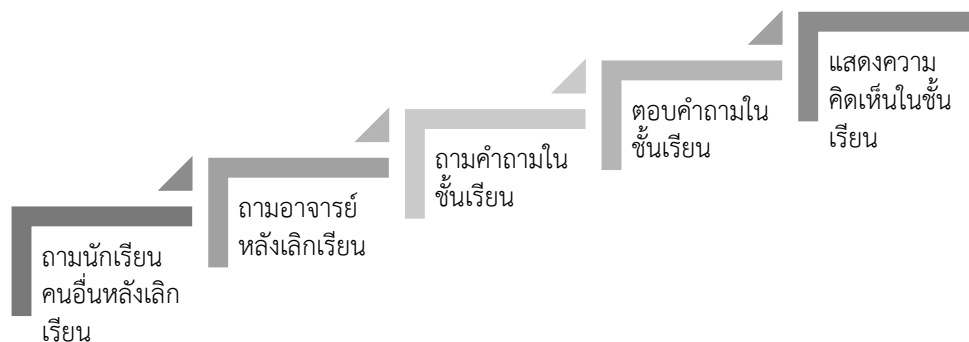 ถามนักเรียน
คนอื่นหลังเลิก
เรียน
ถามอาจารย์
หลังเลิกเรียน
ถามคำถามใน
ชั้นเรียน
ตอบคำถามใน
ชั้นเรียน
แสดงความ
คิดเห็นในชั้น
เรียน